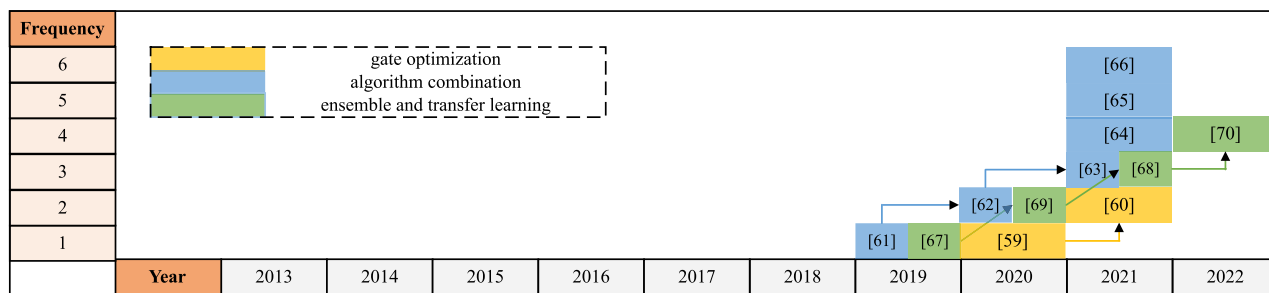 Frequency
6 gate optimization [66]
algorithm combination
5 ensemble and transfer learning [65]
4 [64] [70]
3 [63] [68]
2 [62] [69] [60]
1 [61] [67] [59]
Year 2013 2014 2015 2016 2017 2018 2019 2020 2021 2022